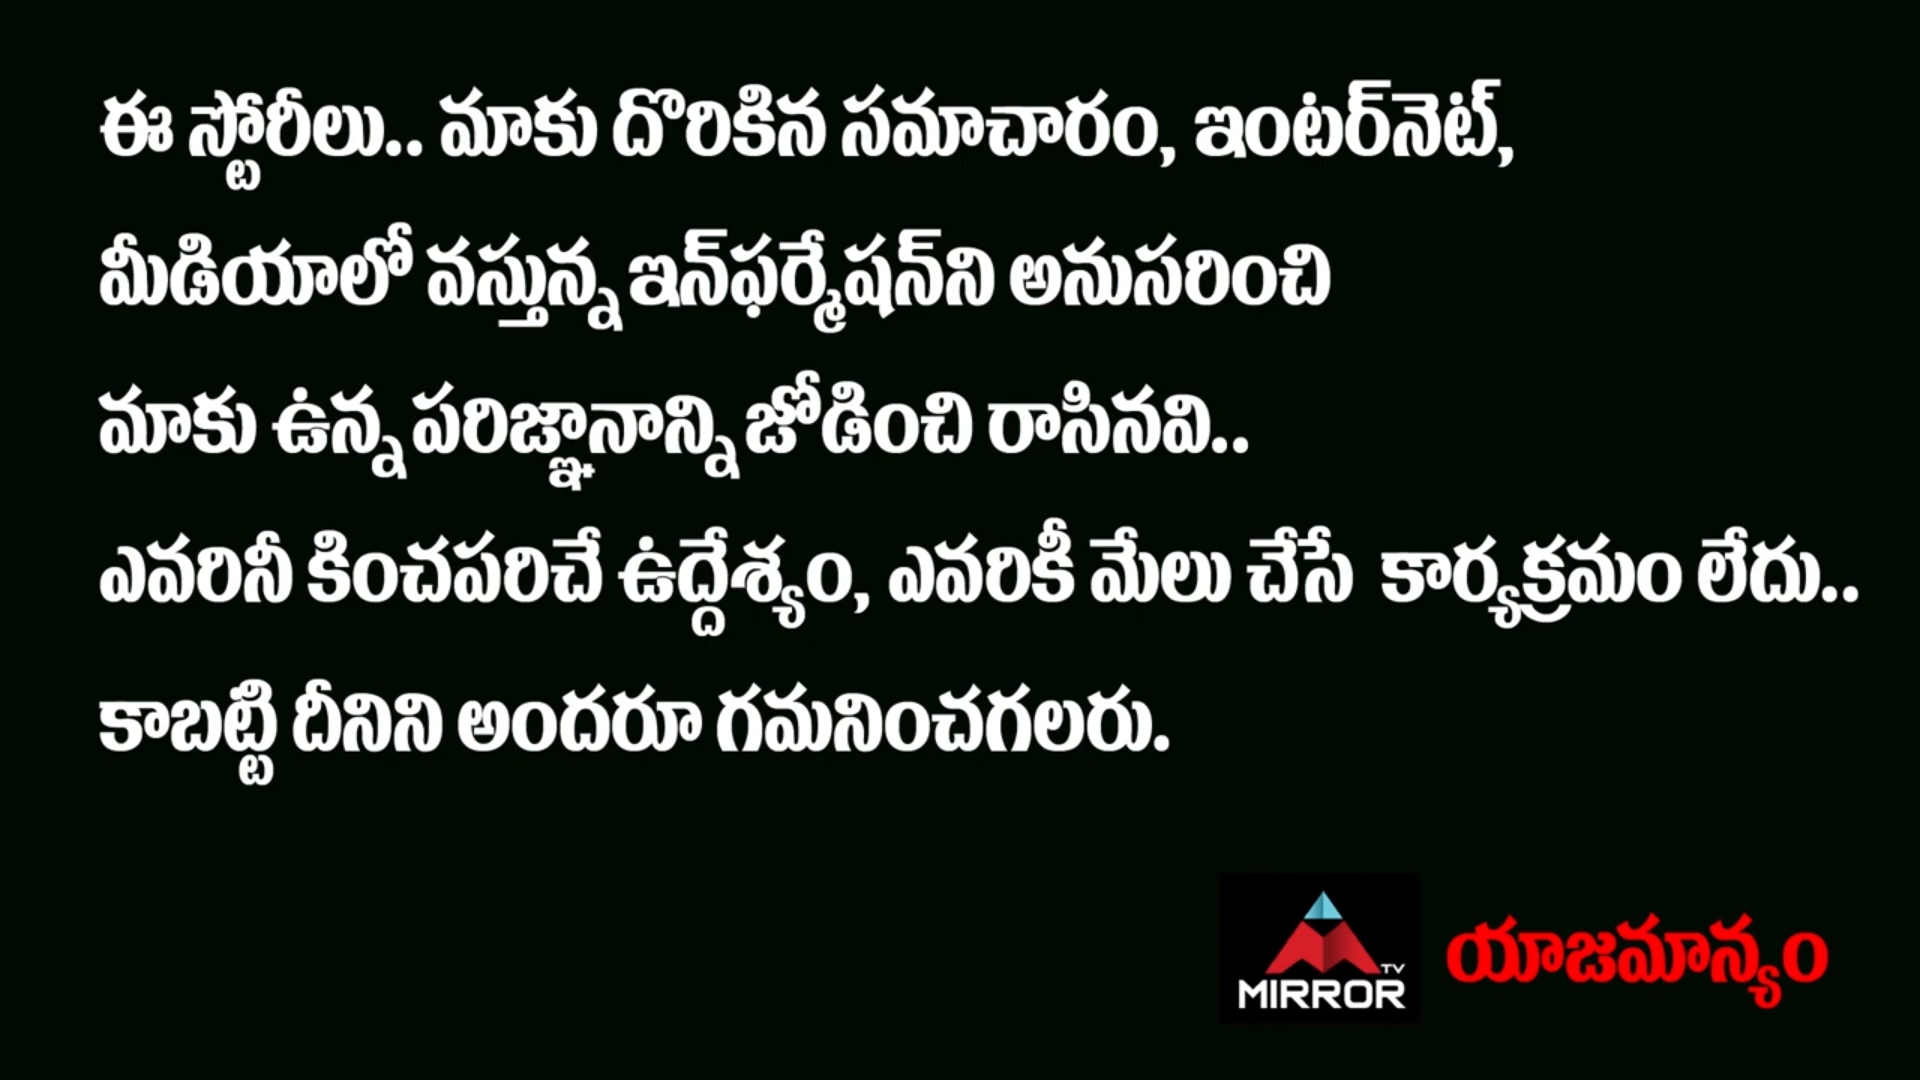 ఈ స్టోరీలు.. మాకు దొరికిన సమాచారం, ఇంటర్‌నెట్,
మీడియాలో వస్తున్న ఇన్‌ఫర్మేషన్‌ని అనుసరించి
మాకు ఉన్న పరిజ్ఞానాన్ని జోడించి రాసినవి..
ఎవరినీ కించపరిచే ఉద్దేశ్యం, ఎవరికీ మేలు చేసే కార్యక్రమం లేదు..
కాబట్టి దీనిని అందరూ గమనించగలరు.
TV
MIRROR
యాజమాన్యం